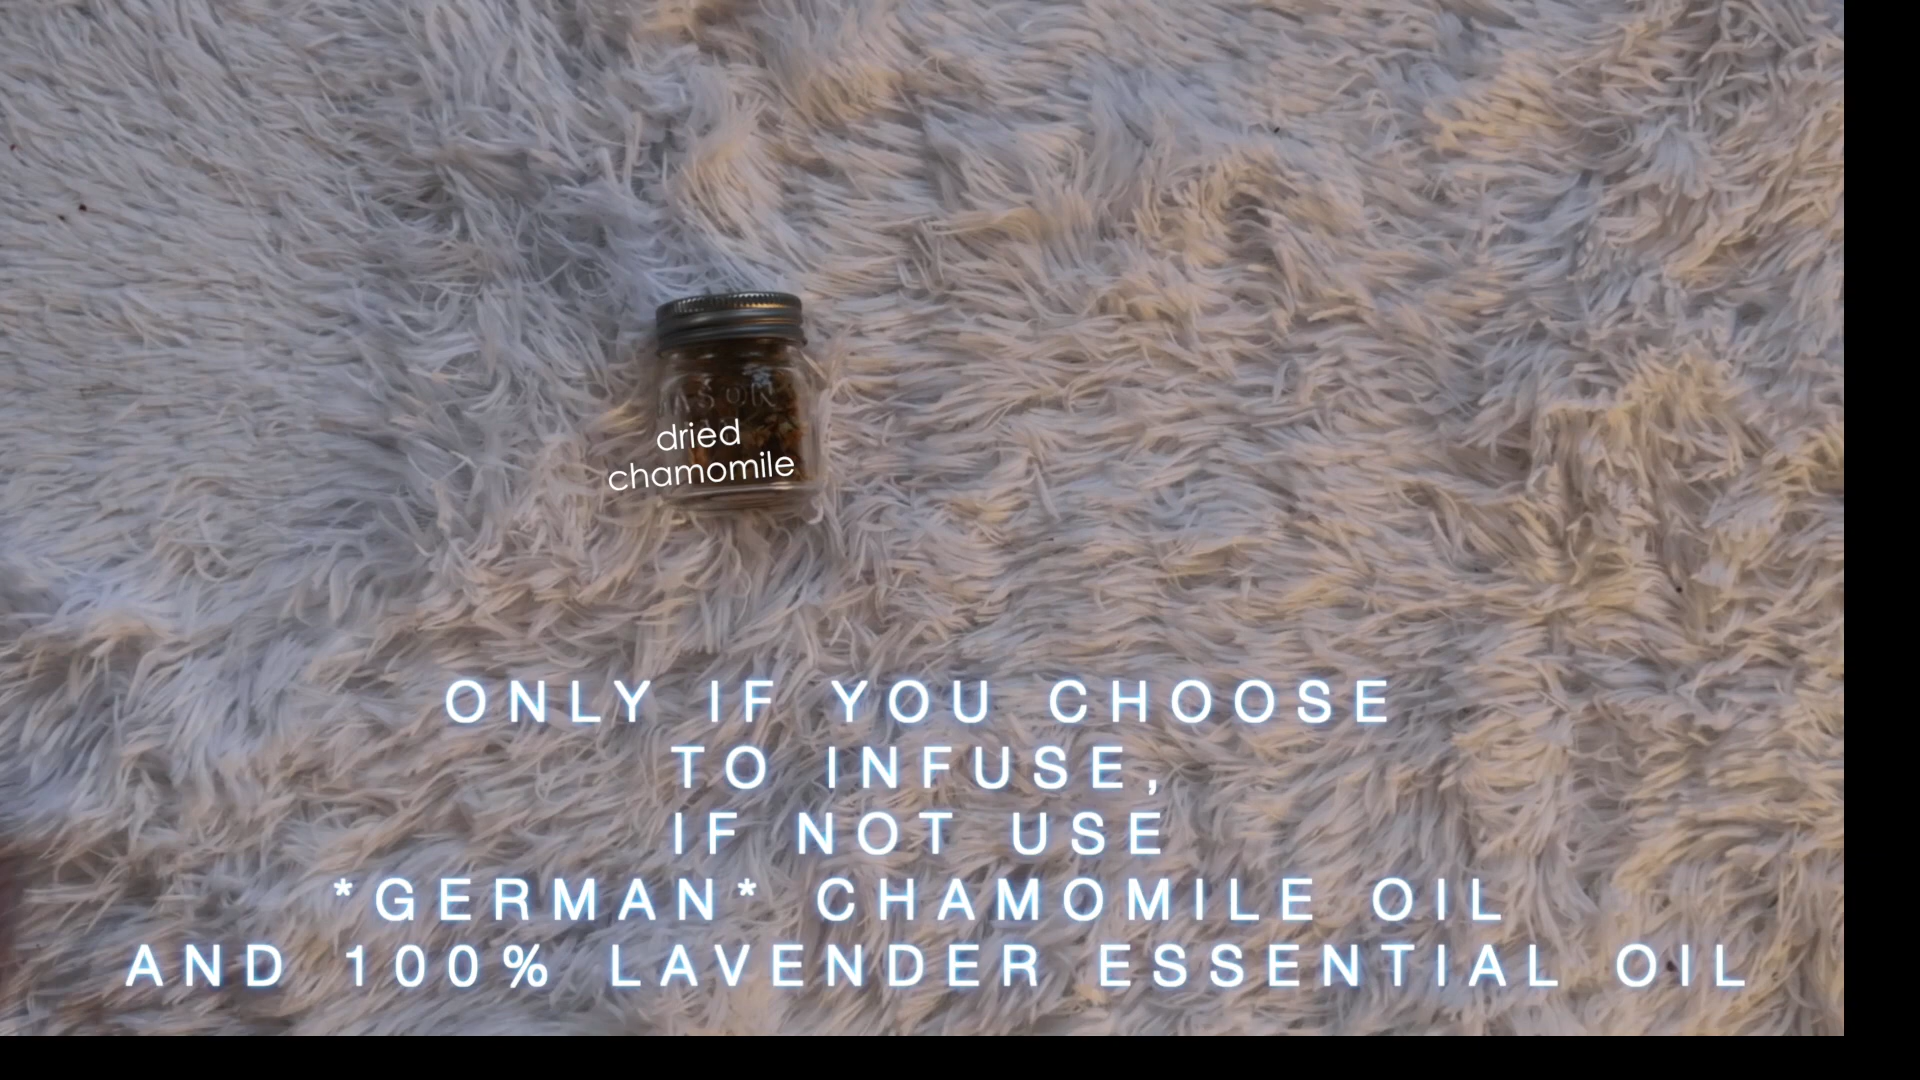 MASON
dried
chamomile
ONLY IF YOU CHOOSE
TO INFUSE,
IF NOT USE
*GERMAN* CHAMOMILE OIL
AND 100% LAVENDER ESSENTIAL OIL